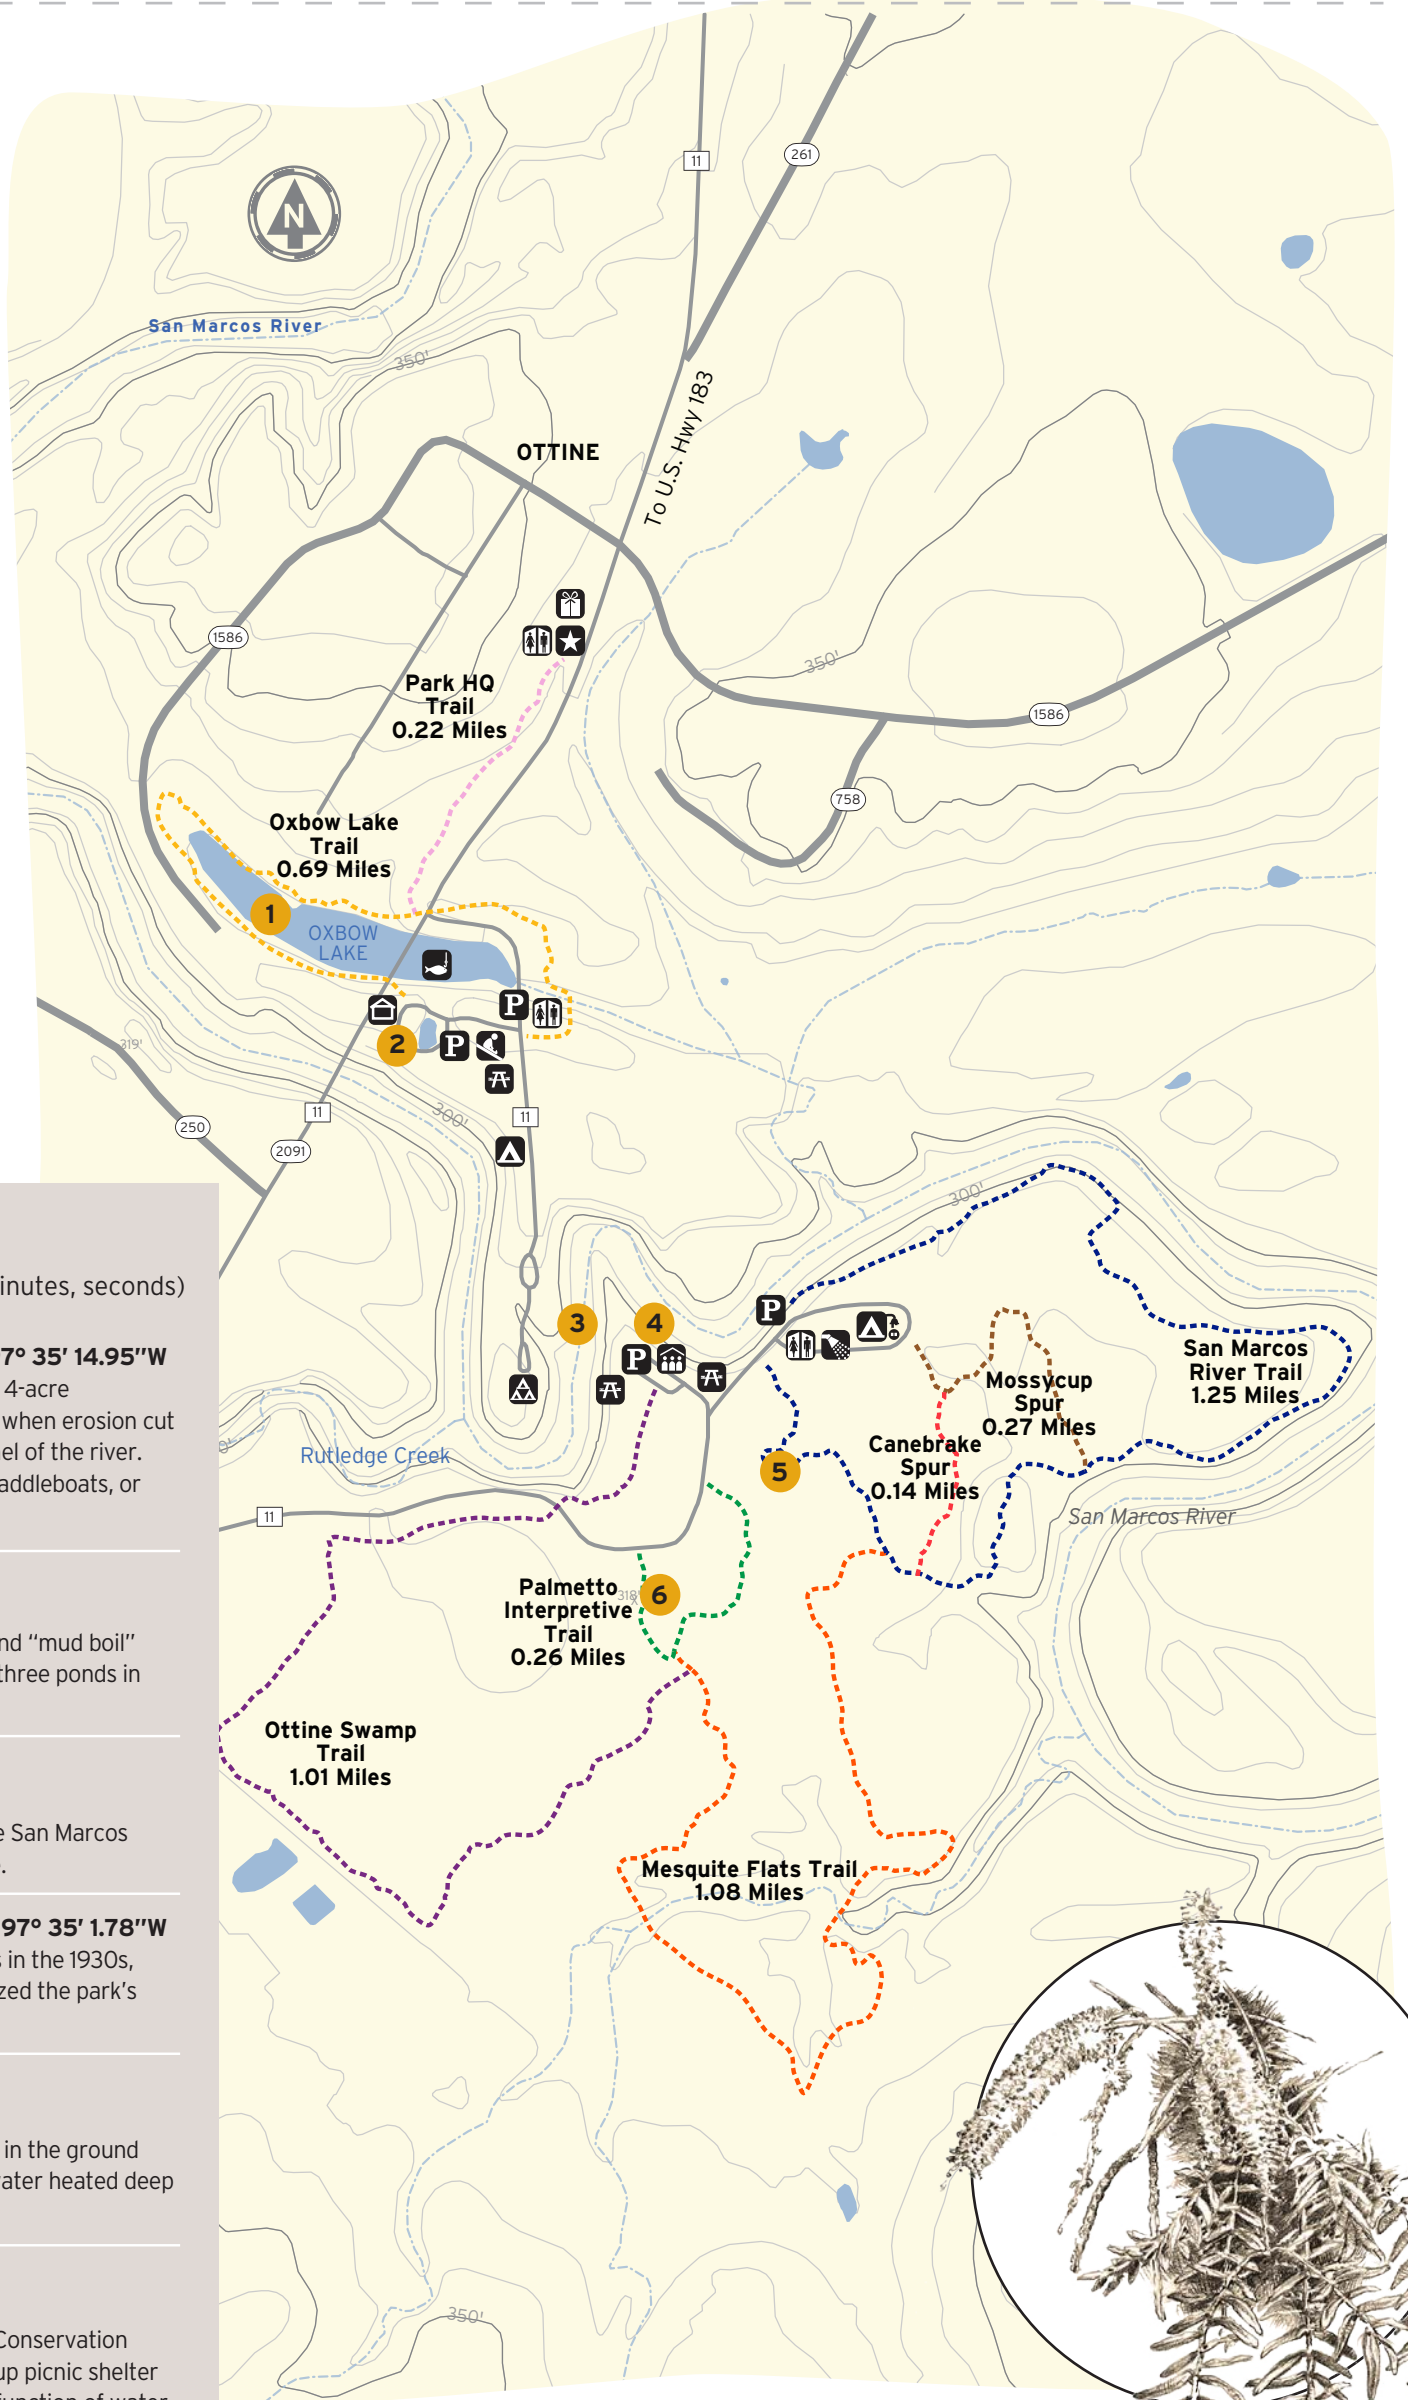 11
261
N
San Marcos River
350'
To U.S. Hwy 183
OTTINE
1586
350'
Park HQ
Trail
0.22 Miles
1586
758
Oxbow Lake
Trail
0.69 Miles
1
OXBOW
LAKE
P
2
P
319'
300'
11
11
250
2091
300'
3
4
P
P
San Marcos
River Trail
1.25 Miles
Mossycup
Spur
0.27 Miles
Canebrake
Spur
0.14 Miles
5
Rutledge Creek
11
San Marcos River
Palmetto
Interpretive
Trail
0.26 Miles
318'
6
Ottine Swamp
Trail
1.01 Miles
Mesquite Flats Trail
1.08 Miles
350'
inutes, seconds)
7° 35' 14.95"W
4-acre
when erosion cut
nel of the river.
addleboats, or
nd "mud boil"
three ponds in
e San Marcos
97° 35' 1.78"W
s in the 1930s,
zed the park's
in the ground
vater heated deep
Conservation
up picnic shelter
junction of water